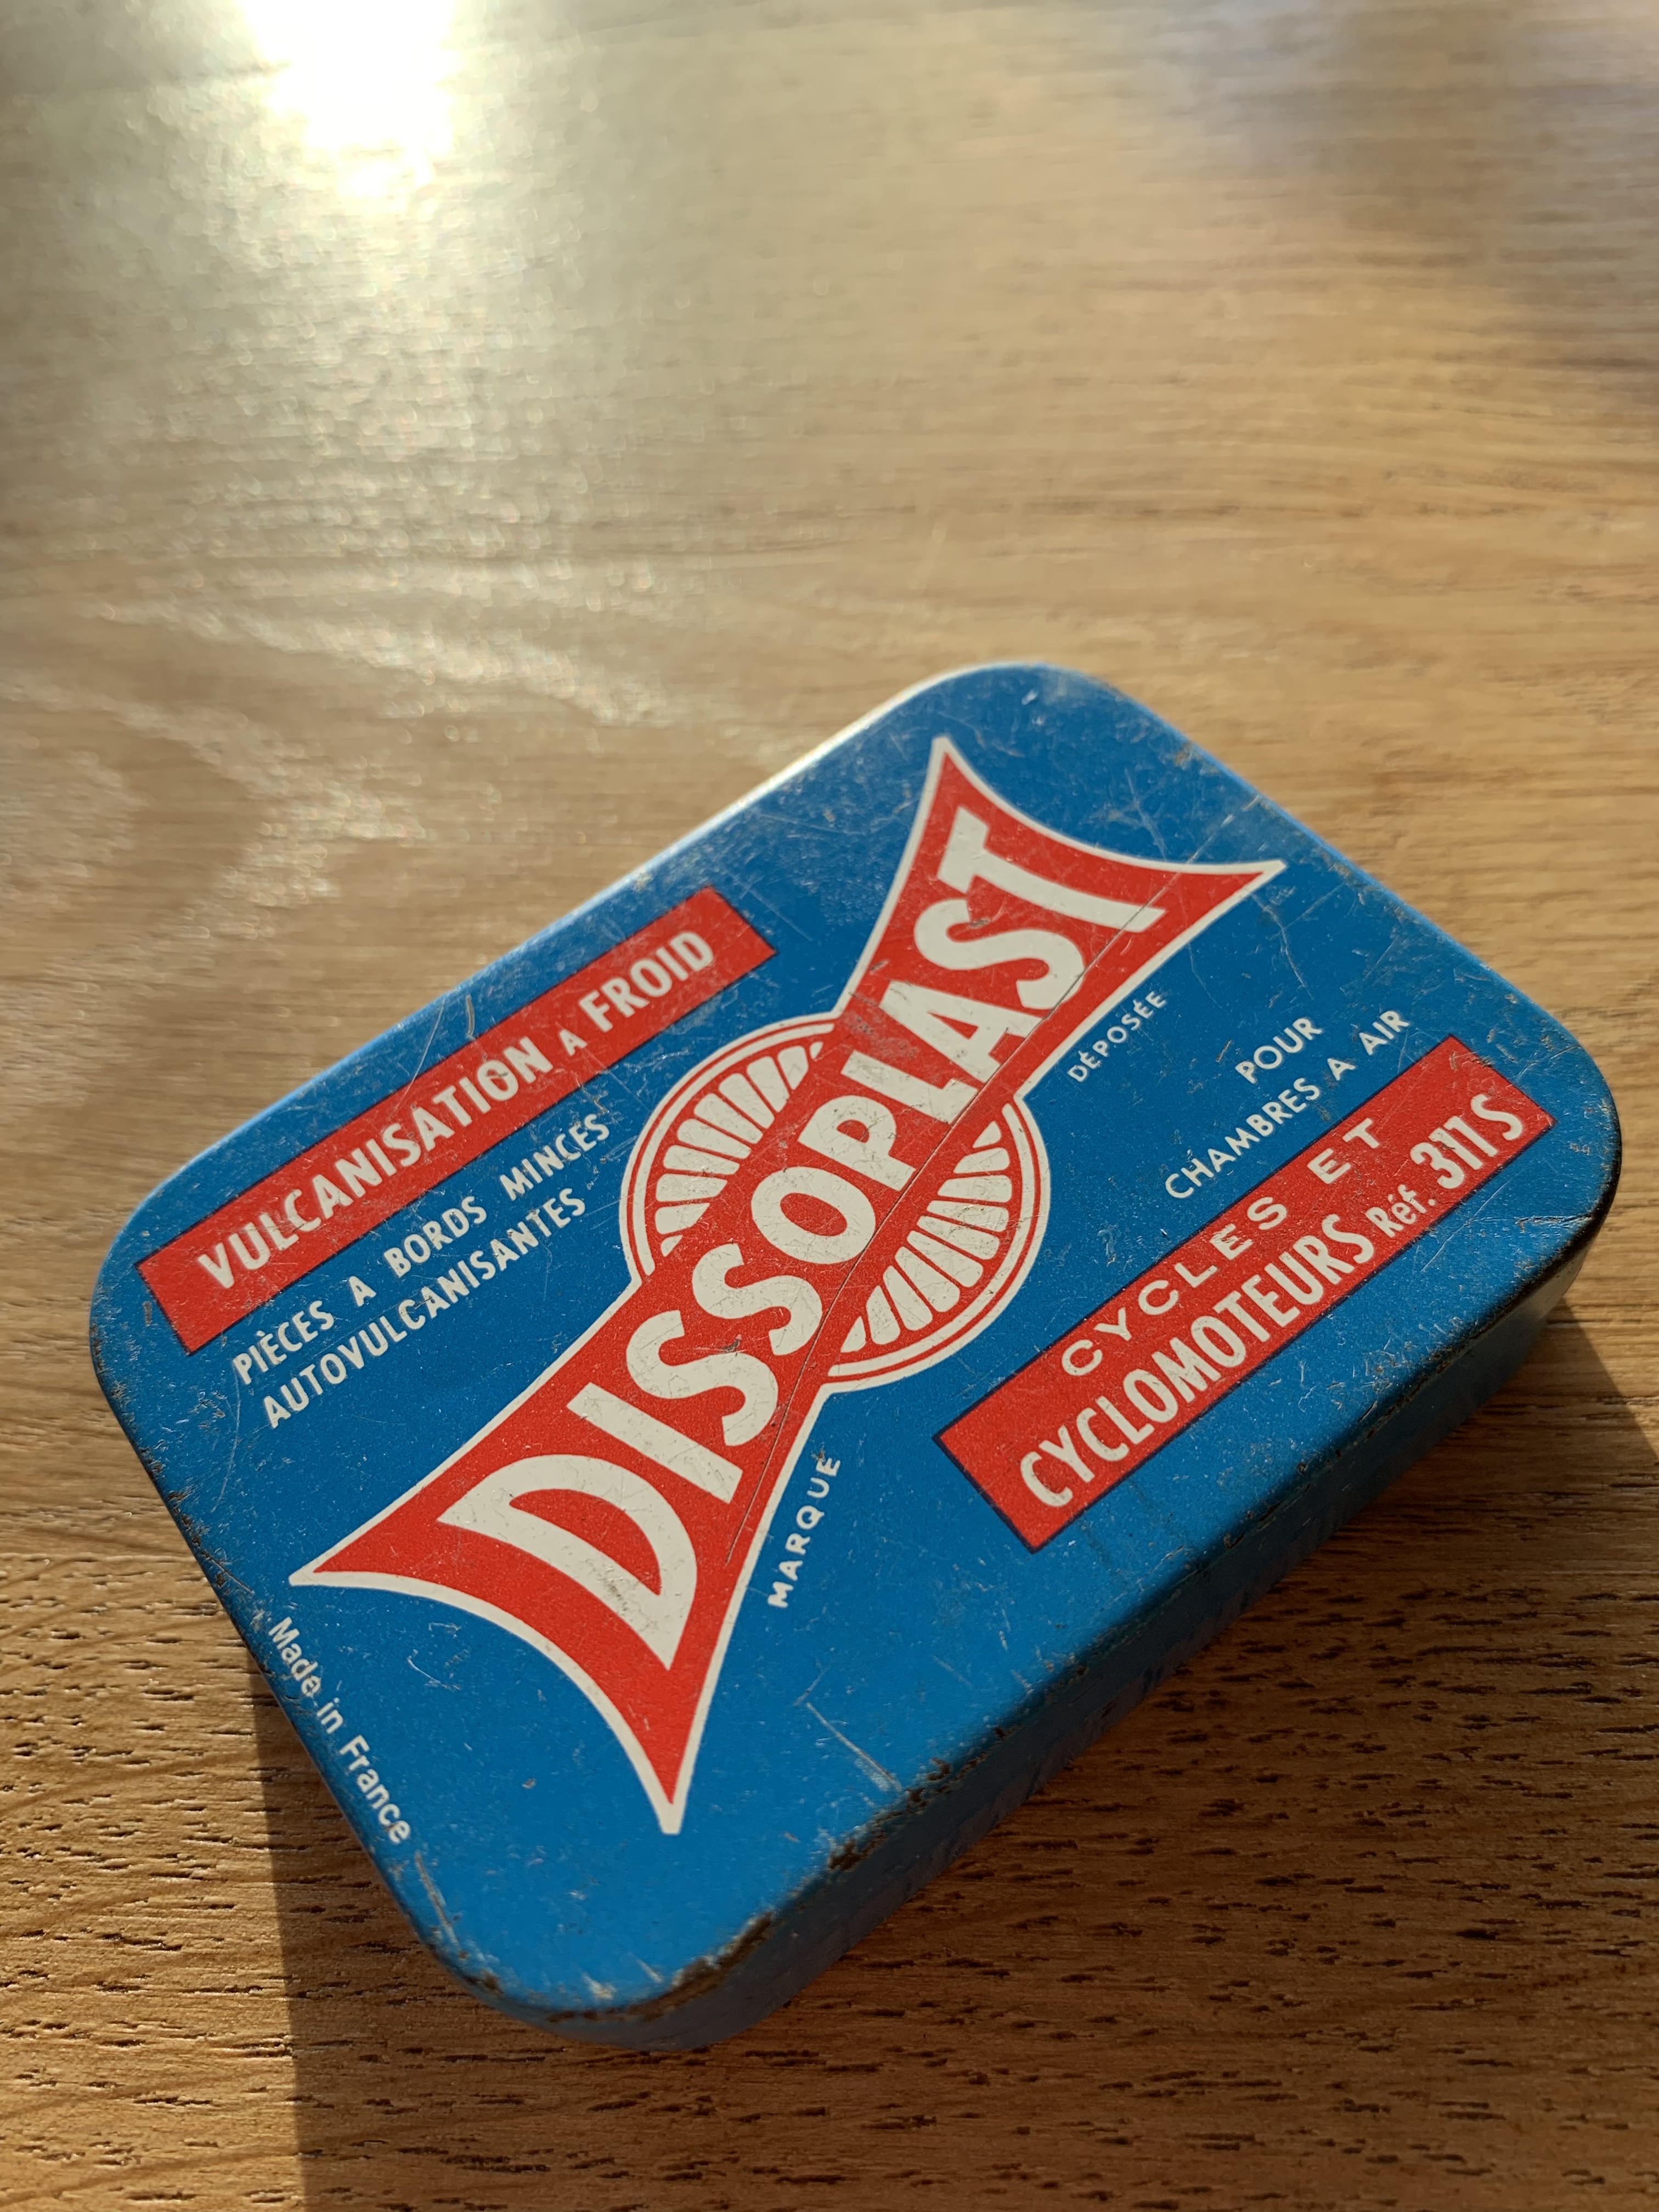 VULCANISATION A FROID
PIÈCES A BORDS MINCES
AUTOVULCANISANTES
DISSOPLAST
MARQUE DÉPOSÉE
POUR
CHAMBRES A AIR
CYCLES ET
CYCLOMOTEURS Réf. 311 S
Made in France